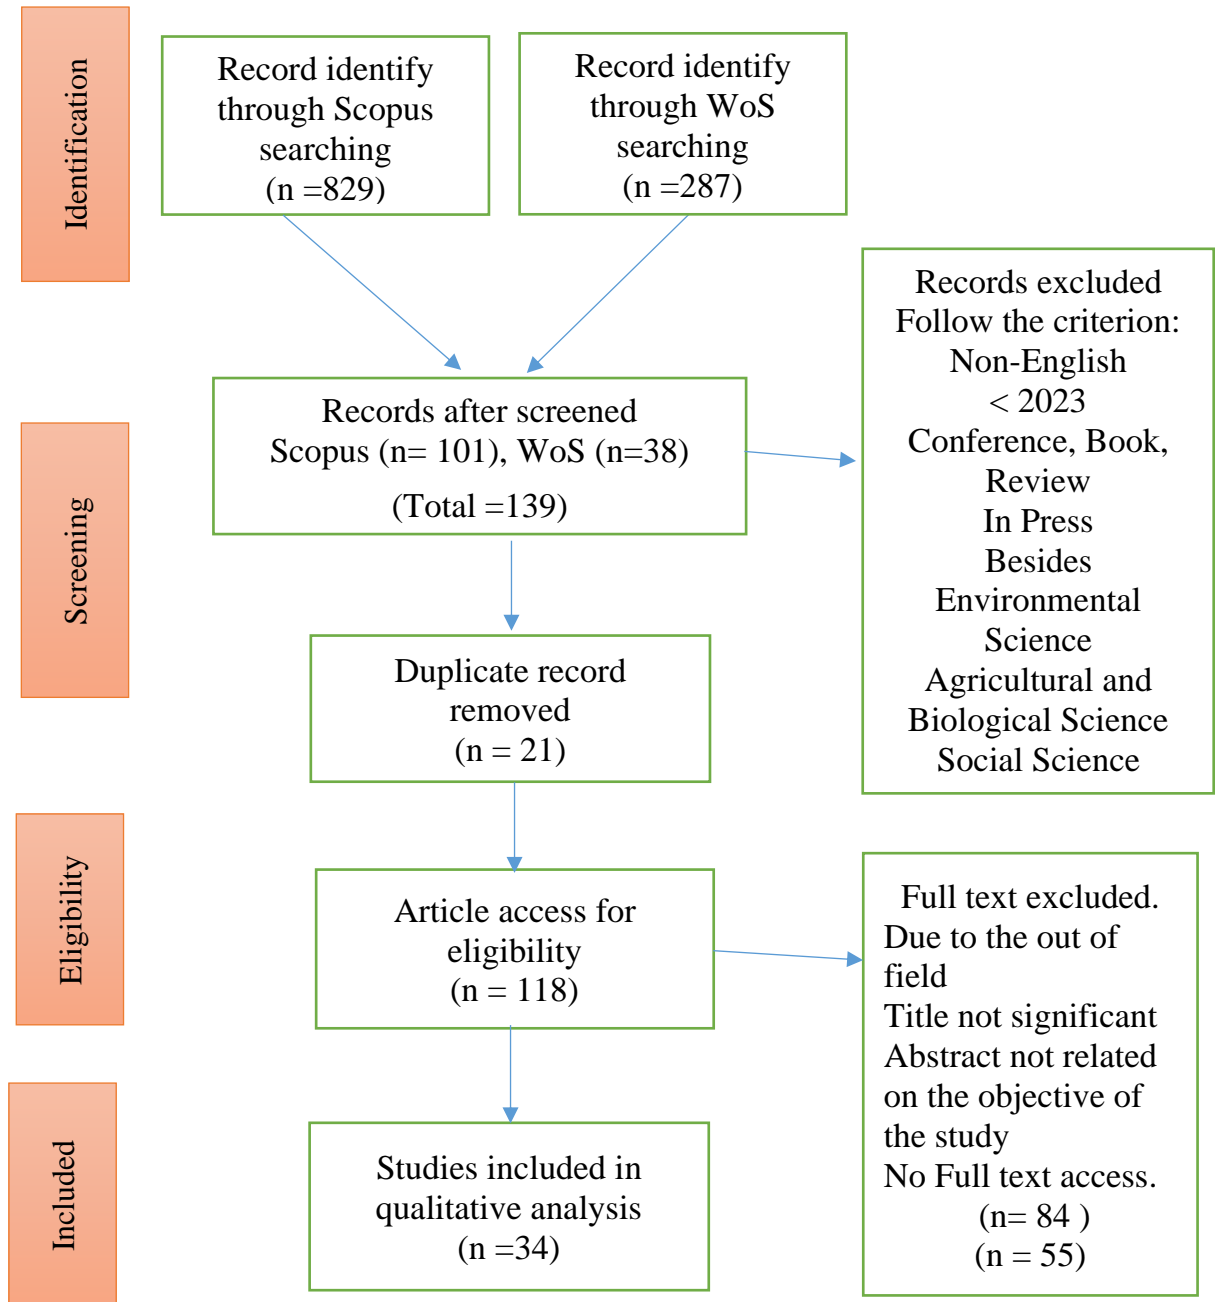 Identification
Record identify
through Scopus
searching
(n =829)
Record identify
through WoS
searching
(n =287)
Records excluded
Follow the criterion:
Non-English
< 2023
Conference, Book,
Review
In Press
Besides
Environmental
Science
Agricultural and
Biological Science
Social Science
Screening
Records after screened
Scopus (n= 101), WoS (n=38)
(Total =139)
Duplicate record
removed
(n = 21)
Eligibility
Article access for
eligibility
(n = 118)
Full text excluded.
Due to the out of
field
Title not significant
Abstract not related
on the objective of
the study
No Full text access.
(n= 84 )
(n = 55)
Included
Studies included in
qualitative analysis
(n =34)